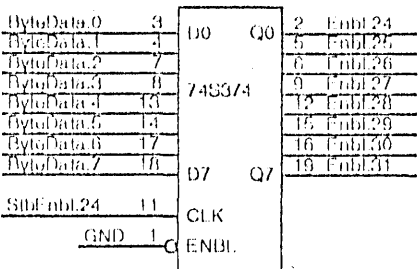 ByteData.0 3 D0 Q0 2 Enbl.24
ByteData.1 4 5 Enbl.25
ByteData.2 7 6 Enbl.26
ByteData.3 8 74S374 9 Enbl.27
ByteData.4 13 12 Enbl.28
ByteData.5 14 15 Enbl.29
ByteData.6 17 16 Enbl.30
ByteData.7 18 D7 Q7 19 Enbl.31
StbEnbl.24 11 CLK
GND 1 ENBL